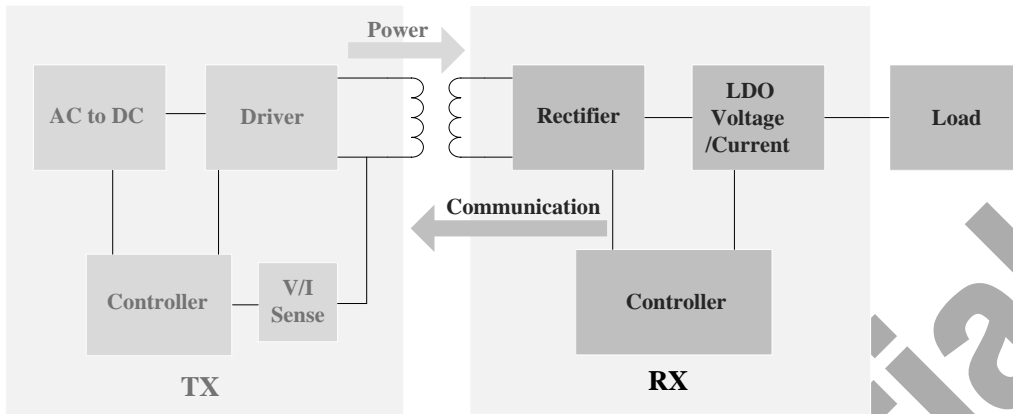 Power
AC to DC
Driver
Rectifier
LDO
Voltage
/Current
Load
Communication
Controller
V/I
Sense
Controller
TX
RX